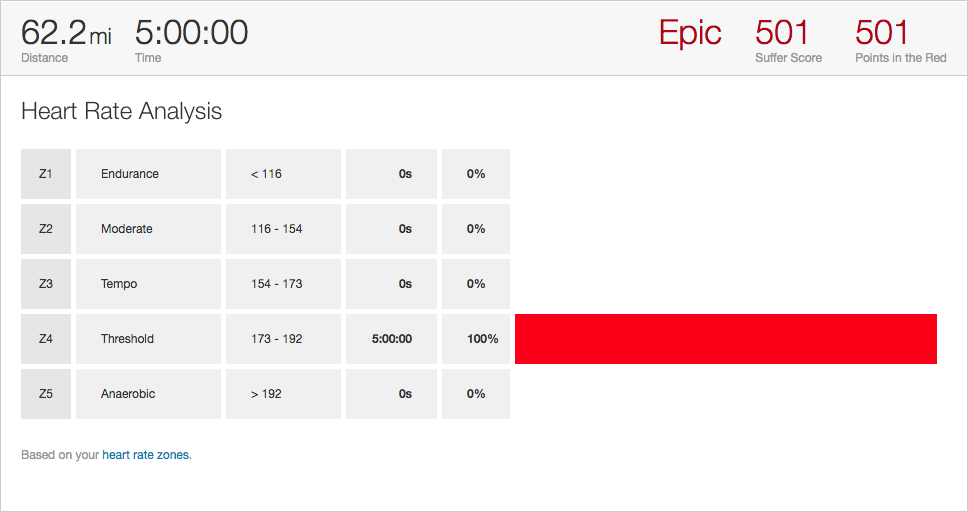 62.2mi 5:00:00 Epic 501 501
Distance Time Suffer Score Points in the Red
Heart Rate Analysis
Z1 Endurance < 116 0s 0%
Z2 Moderate 116 - 154 0s 0%
Z3 Tempo 154 - 173 0s 0%
Z4 Threshold 173 - 192 5:00:00 100%
Z5 Anaerobic > 192 0s 0%
Based on your heart rate zones.